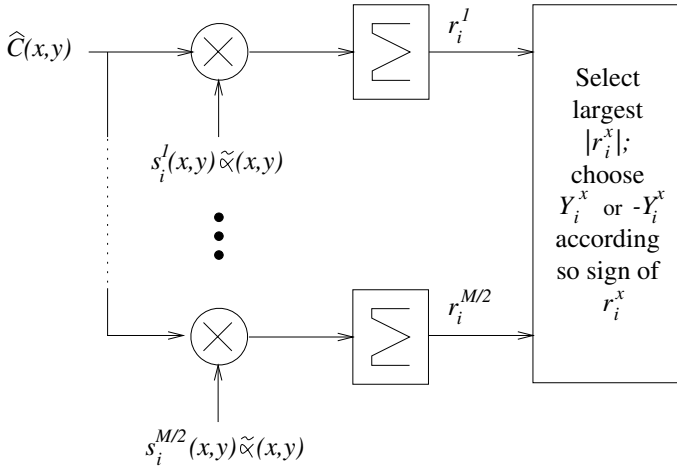 Ĉ(x,y)
r_i^1
s_i^1(x,y) α̃(x,y)
Select
largest
|r_i^x|;
choose
Y_i^x or -Y_i^x
according
so sign of
r_i^x
r_i^{M/2}
s_i^{M/2}(x,y) α̃(x,y)
Σ
Σ